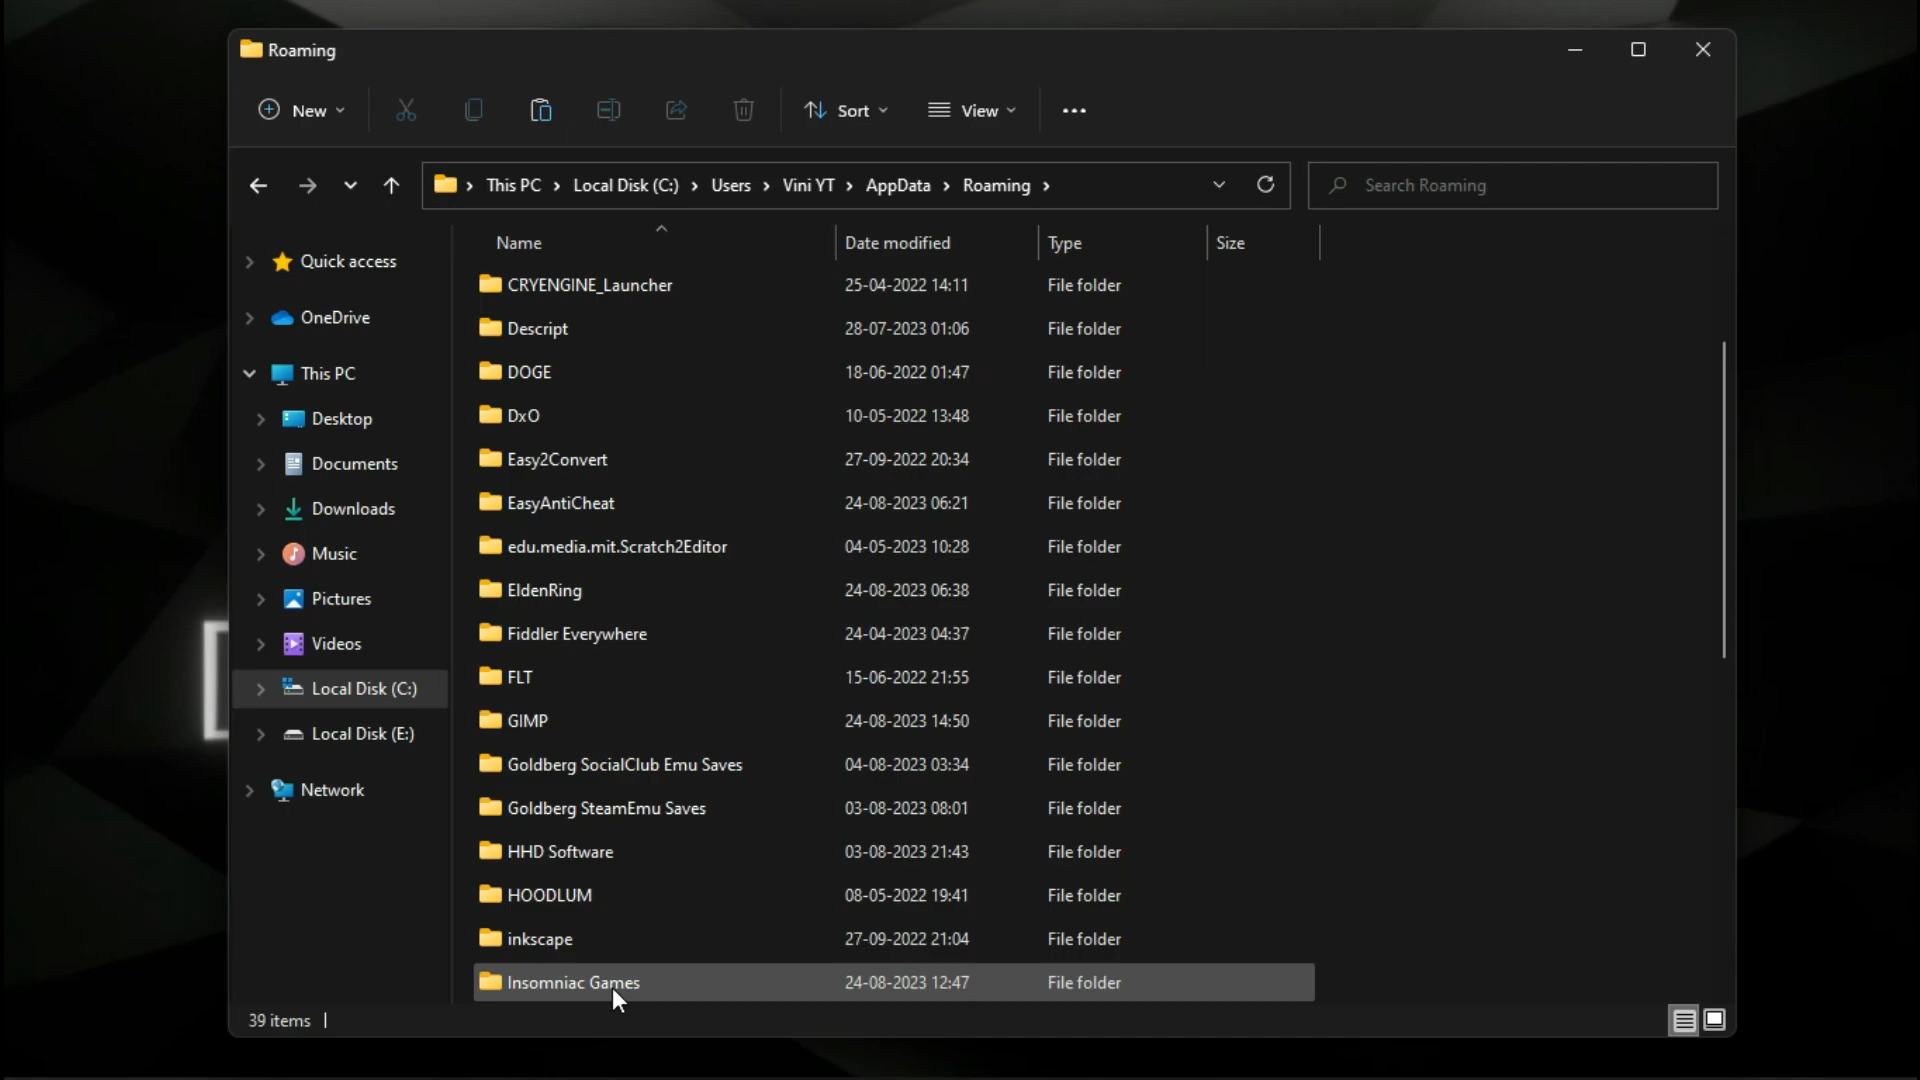 Roaming
New
Sort
View
This PC > Local Disk (C:) > Users > Vini YT > AppData > Roaming >
Search Roaming
Name Date modified Type Size
Quick access
OneDrive
This PC
Desktop
Documents
Downloads
Music
Pictures
Videos
Local Disk (C:)
Local Disk (E:)
Network
CRYENGINE_Launcher 25-04-2022 14:11 File folder
Descript 28-07-2023 01:06 File folder
DOGE 18-06-2022 01:47 File folder
DxO 10-05-2022 13:48 File folder
Easy2Convert 27-09-2022 20:34 File folder
EasyAntiCheat 24-08-2023 06:21 File folder
edu.media.mit.Scratch2Editor 04-05-2023 10:28 File folder
EldenRing 24-08-2023 06:38 File folder
Fiddler Everywhere 24-04-2023 04:37 File folder
FLT 15-06-2022 21:55 File folder
GIMP 24-08-2023 14:50 File folder
Goldberg SocialClub Emu Saves 04-08-2023 03:34 File folder
Goldberg SteamEmu Saves 03-08-2023 08:01 File folder
HHD Software 03-08-2023 21:43 File folder
HOODLUM 08-05-2022 19:41 File folder
inkscape 27-09-2022 21:04 File folder
Insomniac Games 24-08-2023 12:47 File folder
39 items